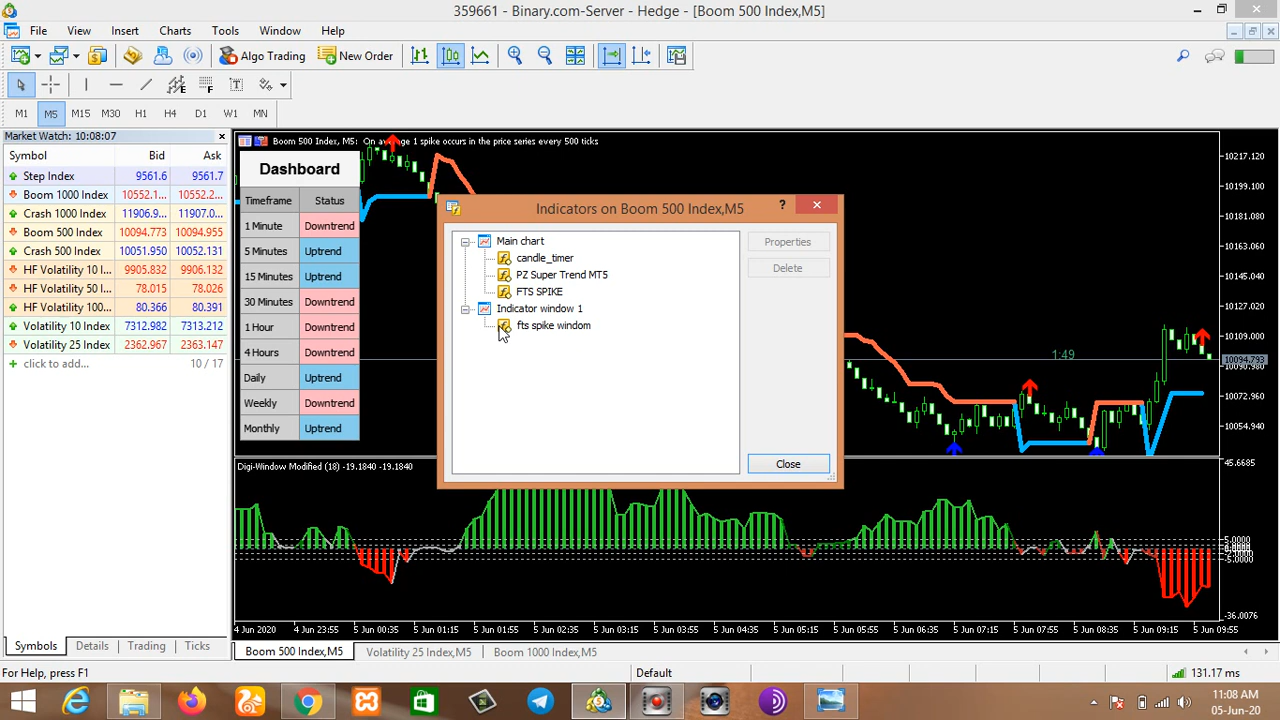 359661 - Binary.com-Server - Hedge - [Boom 500 Index,M5]
File View Insert Charts Tools Window Help
Algo Trading New Order
M1 M5 M15 M30 H1 H4 D1 W1 MN
Market Watch: 10:08:07
Symbol Bid Ask
Step Index 9561.6 9561.7
Boom 1000 Index 10552.1... 10552....
Crash 1000 Index 11906.9... 11907.0...
Boom 500 Index 10094.773 10094.955
Crash 500 Index 10051.950 10052.131
HF Volatility 10 I... 9905.832 9906.132
HF Volatility 50 I... 78.015 78.026
HF Volatility 100... 80.366 80.391
Volatility 10 Index 7312.982 7313.212
Volatility 25 Index 2362.967 2363.147
click to add... 10 / 17
Symbols Details Trading Ticks
Boom 500 Index, M5: On average 1 spike occurs in the price series every 500 ticks
Dashboard
Timeframe Status
1 Minute Downtrend
5 Minutes Uptrend
15 Minutes Uptrend
30 Minutes Downtrend
1 Hour Downtrend
4 Hours Downtrend
Daily Uptrend
Weekly Downtrend
Monthly Uptrend
Indicators on Boom 500 Index,M5
?
Main chart
candle_timer
PZ Super Trend MT5
FTS SPIKE
Indicator window 1
fts spike windom
Properties
Delete
Close
1:49
10217.120
10199.100
10181.080
10163.060
10145.040
10127.020
10109.000
10094.793
10090.980
10072.960
10054.940
Digi-Window Modified (18) -19.1840 -19.1840
45.6685
5.0000
-5.0000
-36.0076
4 Jun 2020 4 Jun 23:55 5 Jun 00:35 5 Jun 01:15 5 Jun 01:55 5 Jun 02:35 5 Jun 03:15 5 Jun 03:55 5 Jun 04:35 5 Jun 05:15 5 Jun 05:55 5 Jun 06:35 5 Jun 07:15 5 Jun 07:55 5 Jun 08:35 5 Jun 09:15 5 Jun 09:55
Boom 500 Index,M5 Volatility 25 Index,M5 Boom 1000 Index,M5
For Help, press F1 Default 131.17 ms
11:08 AM
05-Jun-20